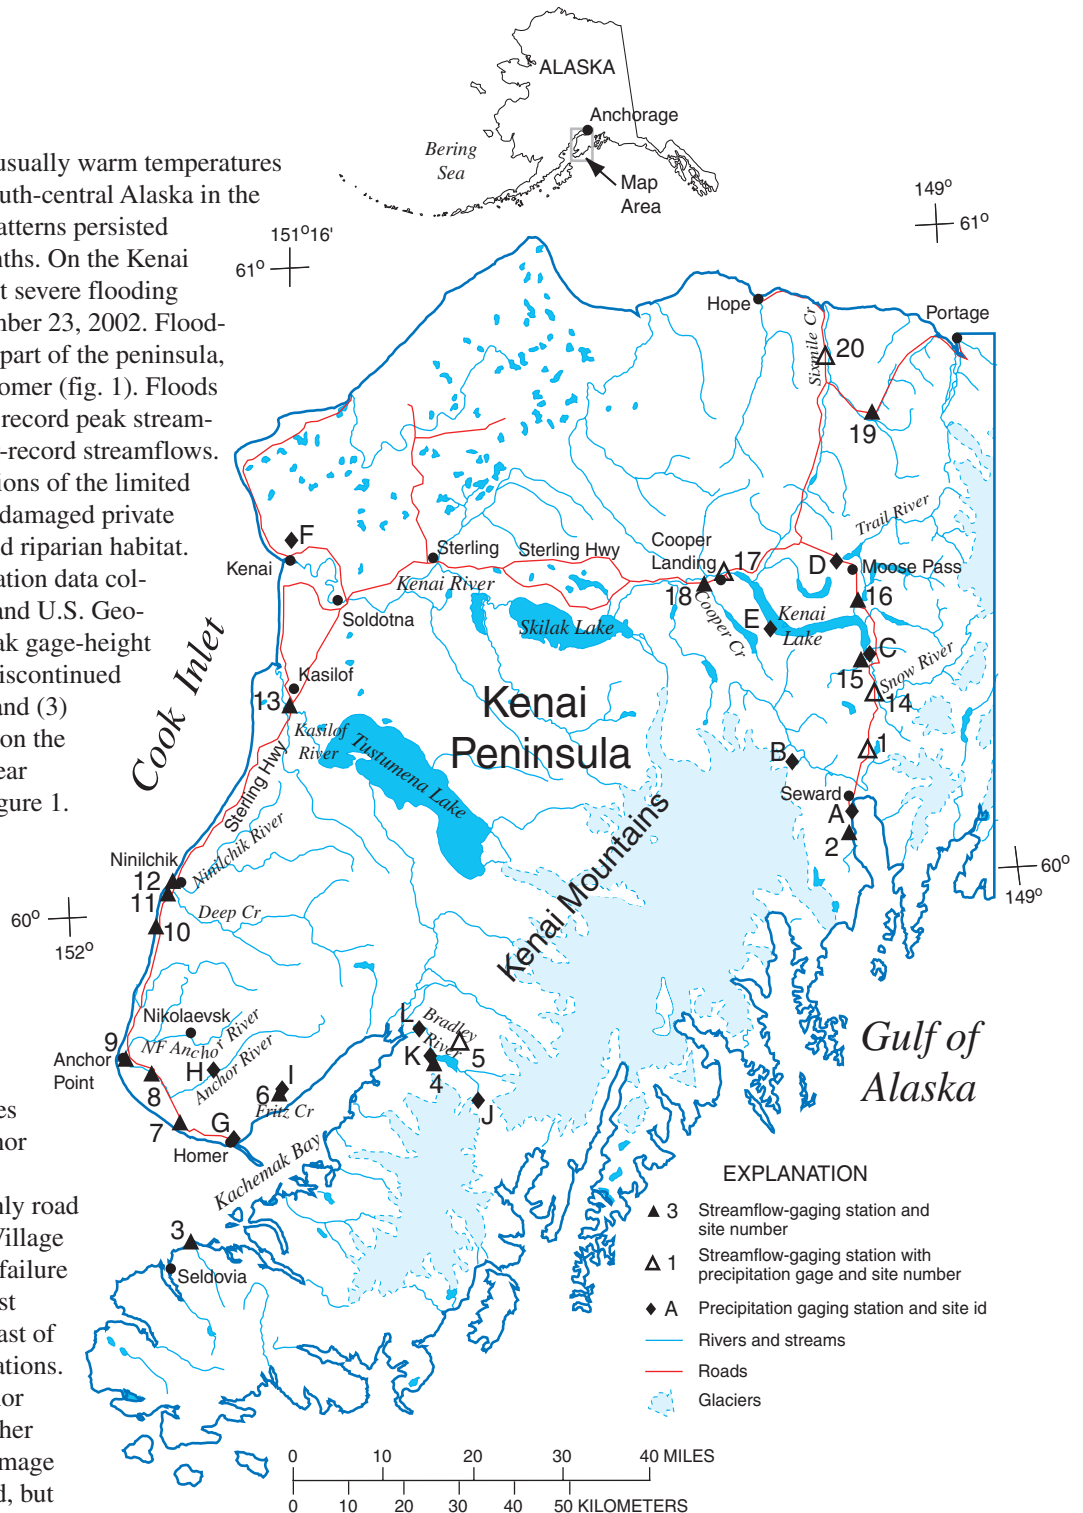 usually warm temperatures
uth-central Alaska in the
atterns persisted
nths. On the Kenai
t severe flooding
nber 23, 2002. Flood-
part of the peninsula,
omer (fig. 1). Floods
record peak stream-
-record streamflows.
ions of the limited
damaged private
d riparian habitat.
ation data col-
and U.S. Geo-
ak gage-height
iscontinued
and (3)
on the
ear
gure 1.
es
nor
nly road
Village
failure
st
ast of
ations.
nor
ther
mage
d, but
ALASKA
Anchorage
Bering
Sea
Map
Area
149°
61°
151°16'
61°
Hope
Portage
Sixmile Cr
20
19
Trail River
F
Kenai
Sterling
Sterling Hwy
Kenai River
Soldotna
Cooper
Landing
17
18
D
Moose Pass
16
Cooper Cr
E
Kenai
Lake
Skilak Lake
C
15
Snow River
14
Cook Inlet
Kasilof
13
Kasilof
River
Tustumena Lake
Kenai
Peninsula
B
1
Seward
A
2
Sterling Hwy
Ninilchik River
Ninilchik
12
11
Deep Cr
10
60°
152°
60°
149°
Kenai Mountains
Nikolaevsk
NF Anchor River
Anchor River
9
Anchor
Point
H
8
7
I
6
Fritz Cr
G
Homer
L
Bradley
River
5
K
4
J
Kachemak Bay
3
Seldovia
Gulf of
Alaska
EXPLANATION
3 Streamflow-gaging station and
site number
1 Streamflow-gaging station with
precipitation gage and site number
A Precipitation gaging station and site id
Rivers and streams
Roads
Glaciers
0 10 20 30 40 MILES
0 10 20 30 40 50 KILOMETERS